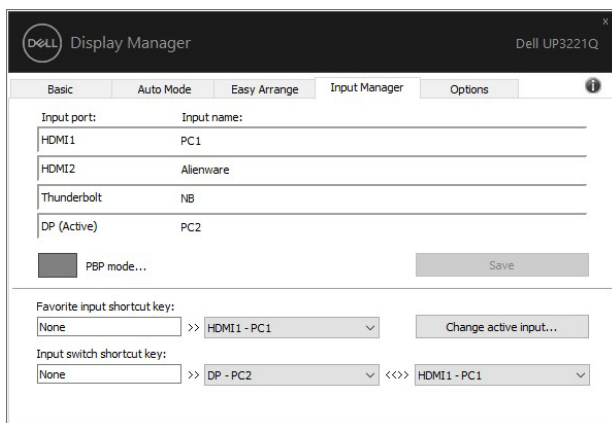 DELL Display Manager Dell UP3221Q x
Basic Auto Mode Easy Arrange Input Manager Options i
Input port: Input name:
HDMI1 PC1
HDMI2 Alienware
Thunderbolt NB
DP (Active) PC2
PBP mode... Save
Favorite input shortcut key:
None >> HDMI1 - PC1 Change active input...
Input switch shortcut key:
None >> DP - PC2 <<>> HDMI1 - PC1